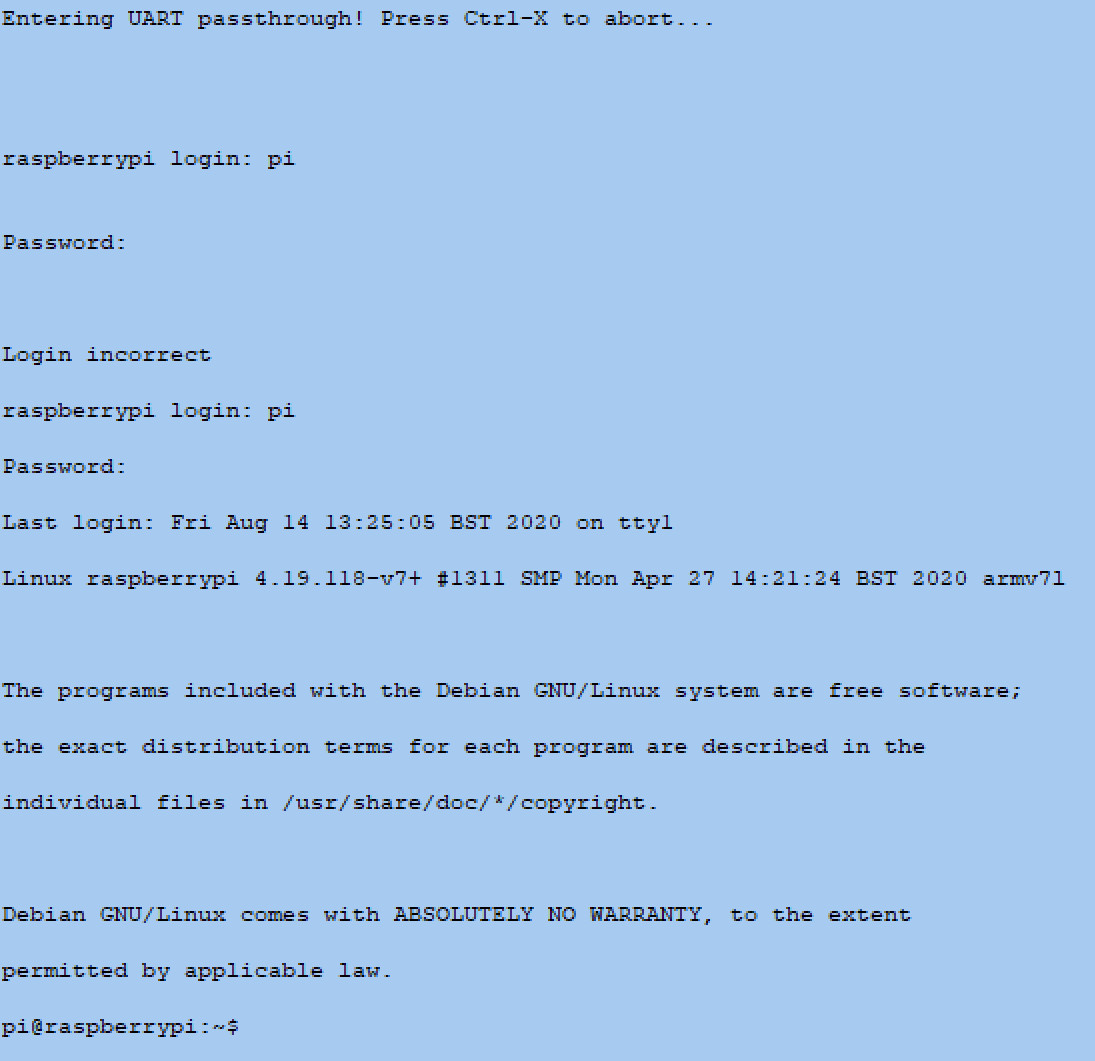 Entering UART passthrough! Press Ctrl-X to abort...
raspberrypi login: pi
Password:
Login incorrect
raspberrypi login: pi
Password:
Last login: Fri Aug 14 13:25:05 BST 2020 on tty1
Linux raspberrypi 4.19.118-v7+ #1311 SMP Mon Apr 27 14:21:24 BST 2020 armv7l
The programs included with the Debian GNU/Linux system are free software;
the exact distribution terms for each program are described in the
individual files in /usr/share/doc/*/copyright.
Debian GNU/Linux comes with ABSOLUTELY NO WARRANTY, to the extent
permitted by applicable law.
pi@raspberrypi:~$